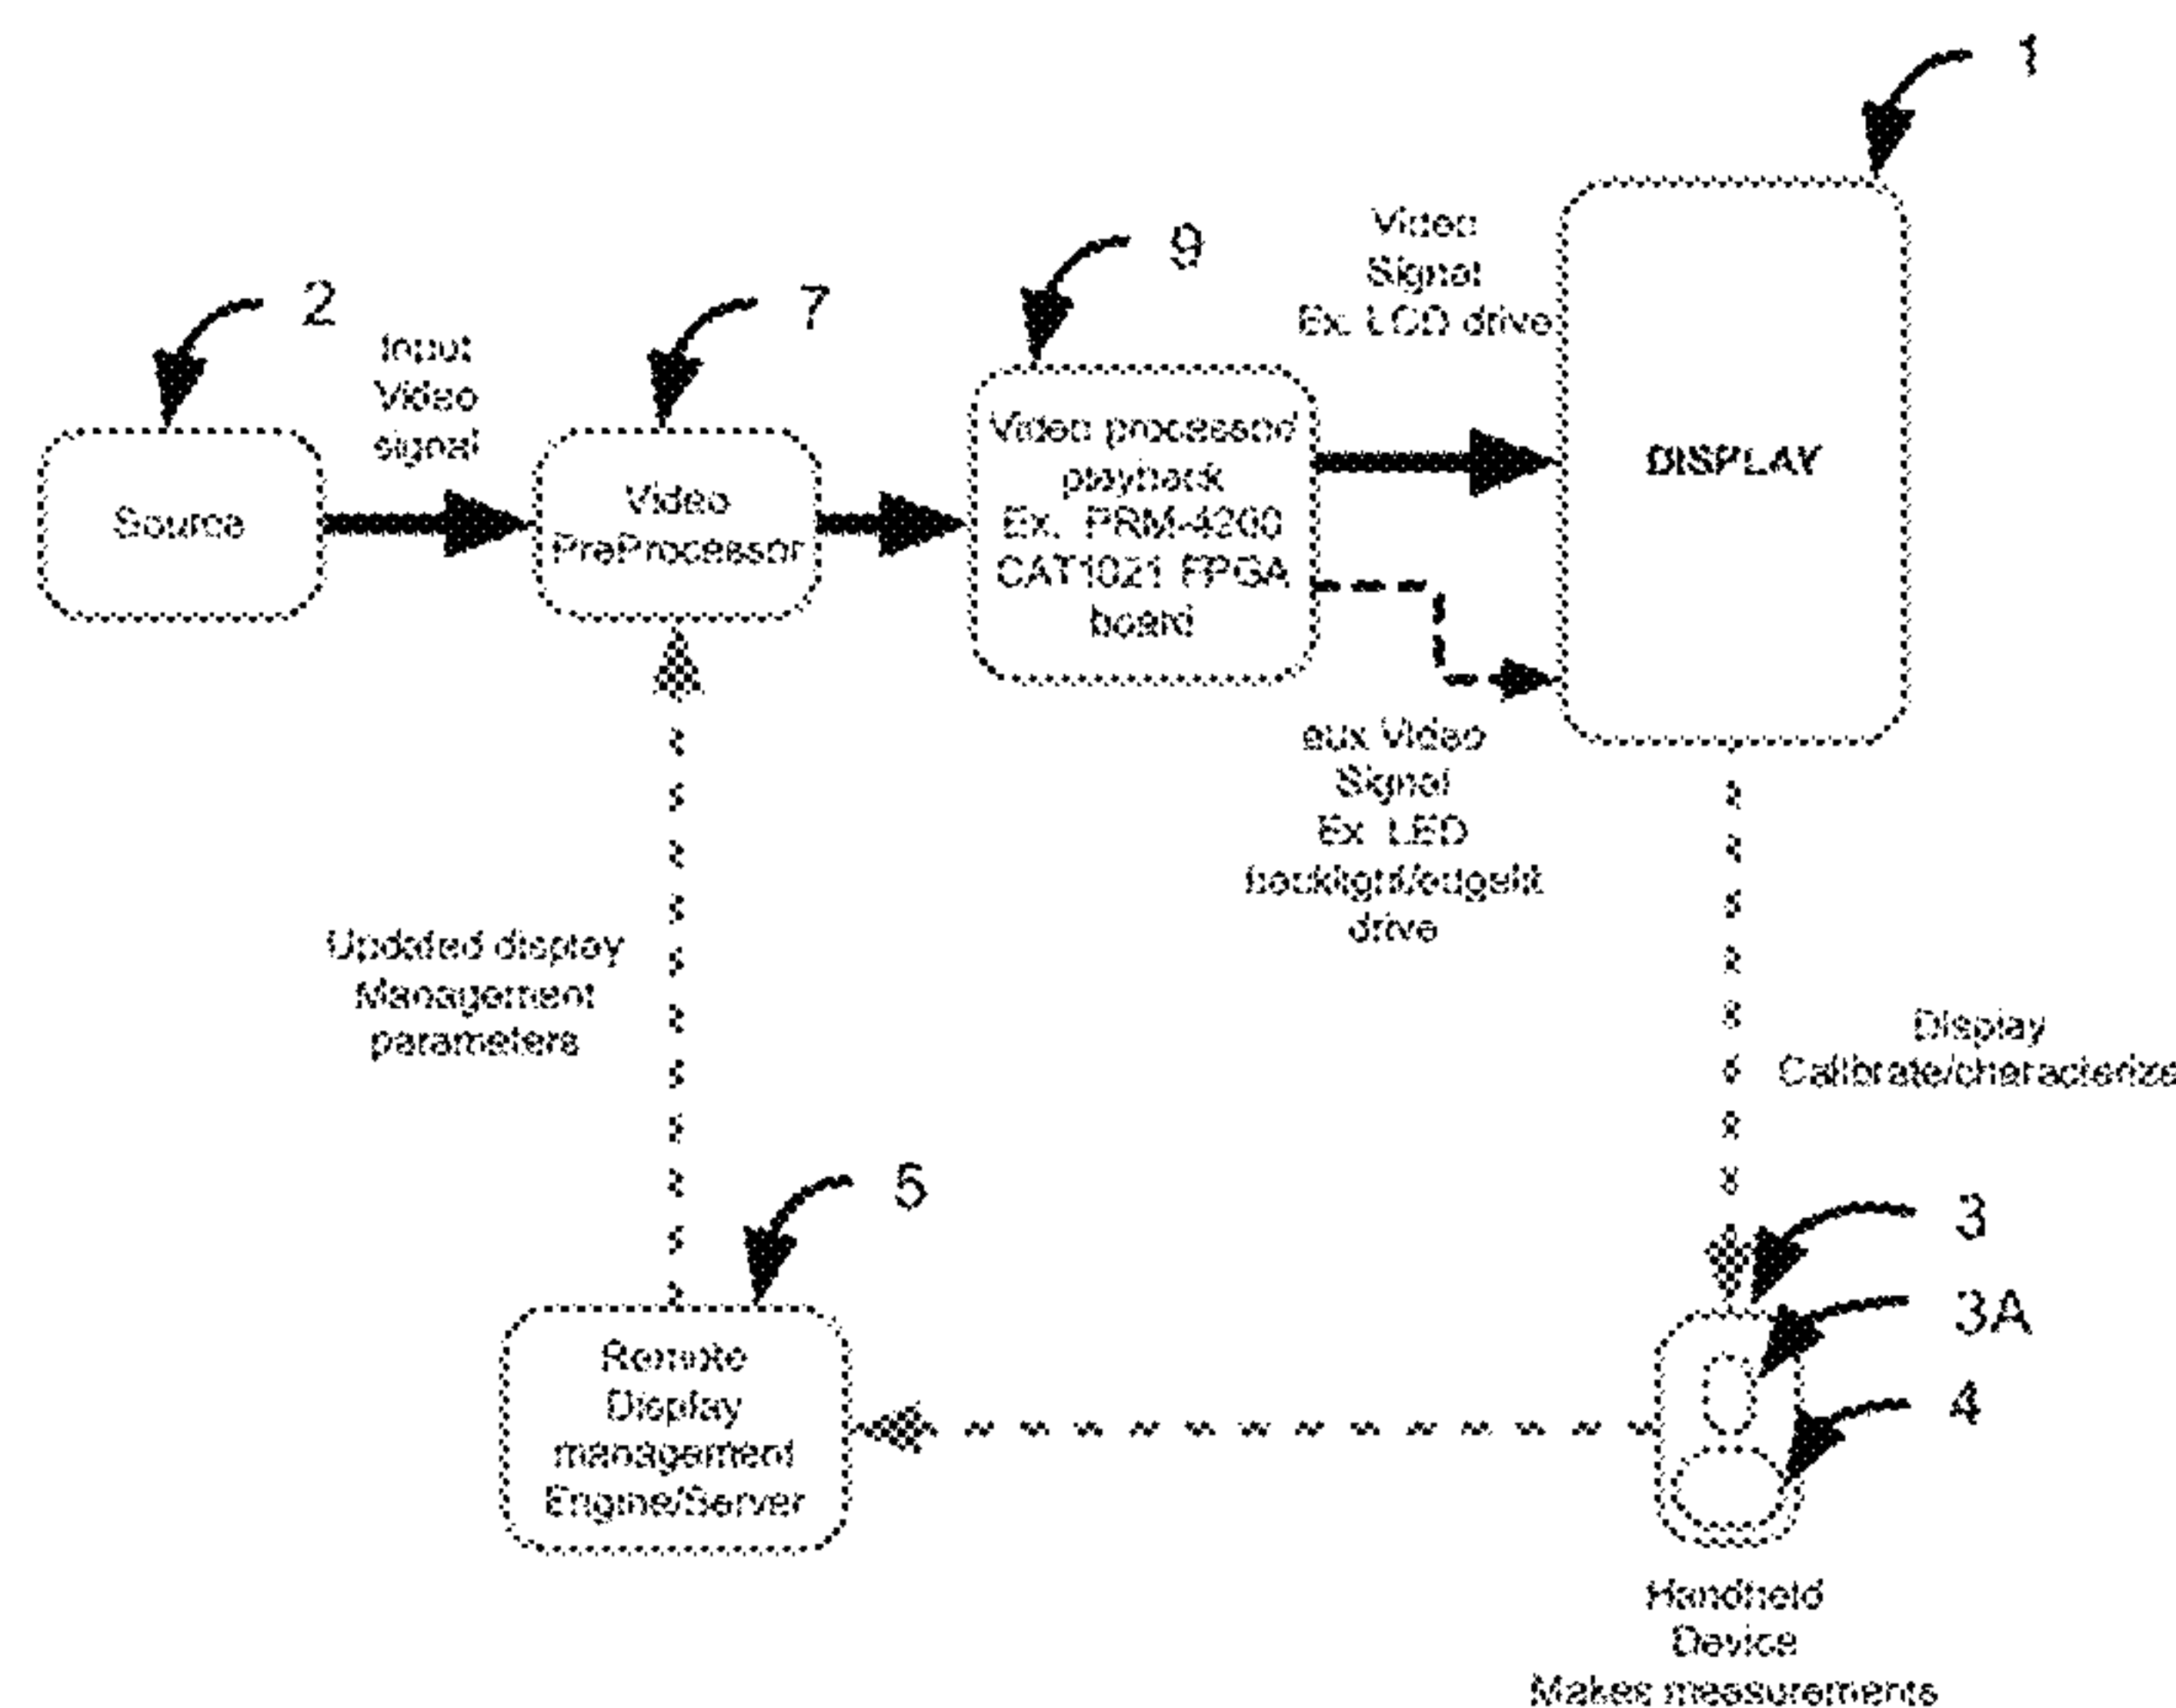 1
9
Video
Signal
Ex. LCD drive
2
7
Input
Video
signal
Source
Video
PreProcessor
Video processor
playback
Ex. PRM-4200
CAT1021 FPGA
board
DISPLAY
aux Video
Signal
Ex LED
backlight/edgelit
drive
Updated display
Management
parameters
Display
Calibrate/characterize
5
3
3A
4
Remote
Display
management
Engine/Server
Handheld
Device
Makes measurements